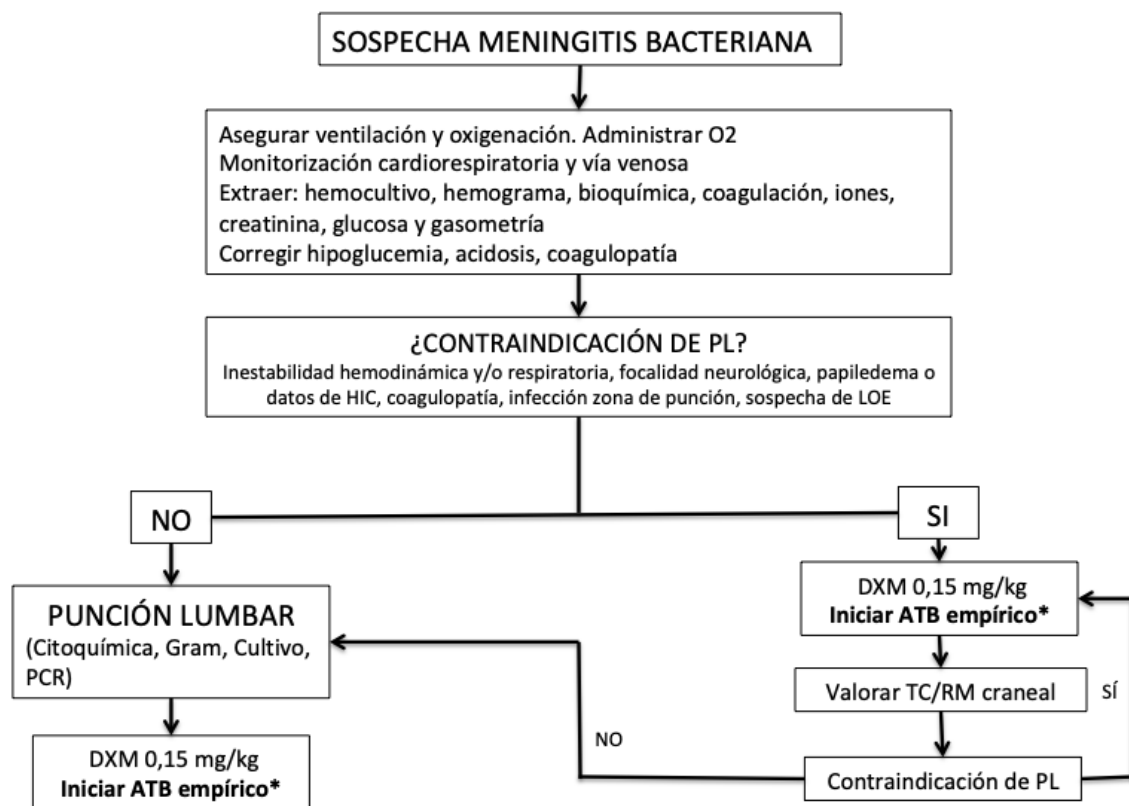 SOSPECHA MENINGITIS BACTERIANA
Asegurar ventilación y oxigenación. Administrar O2
Monitorización cardiorespiratoria y vía venosa
Extraer: hemocultivo, hemograma, bioquímica, coagulación, iones,
creatinina, glucosa y gasometría
Corregir hipoglucemia, acidosis, coagulopatía
¿CONTRAINDICACIÓN DE PL?
Inestabilidad hemodinámica y/o respiratoria, focalidad neurológica, papiledema o
datos de HIC, coagulopatía, infección zona de punción, sospecha de LOE
NO
SI
PUNCIÓN LUMBAR
(Citoquímica, Gram, Cultivo,
PCR)
DXM 0,15 mg/kg
Iniciar ATB empírico*
DXM 0,15 mg/kg
Iniciar ATB empírico*
Valorar TC/RM craneal
sí
NO
Contraindicación de PL